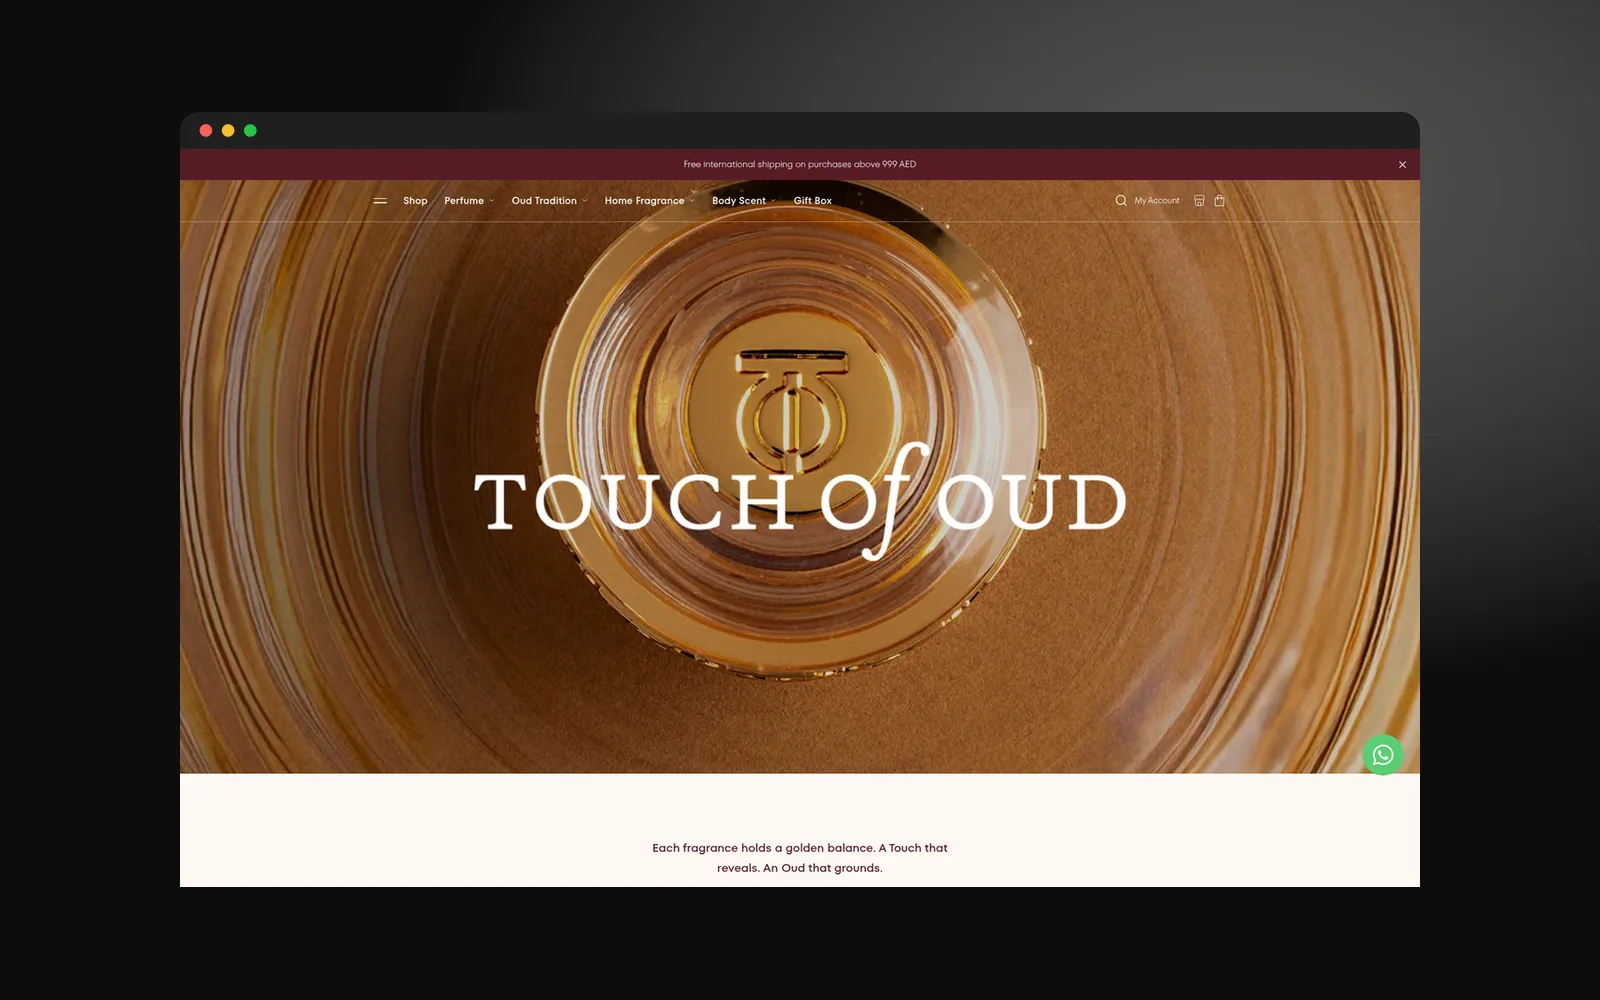 Free international shipping on purchases above 999 AED
Shop Perfume Oud Tradition Home Fragrance Body Scent Gift Box My Account
TOUCH of OUD
Each fragrance holds a golden balance. A Touch that
reveals. An Oud that grounds.